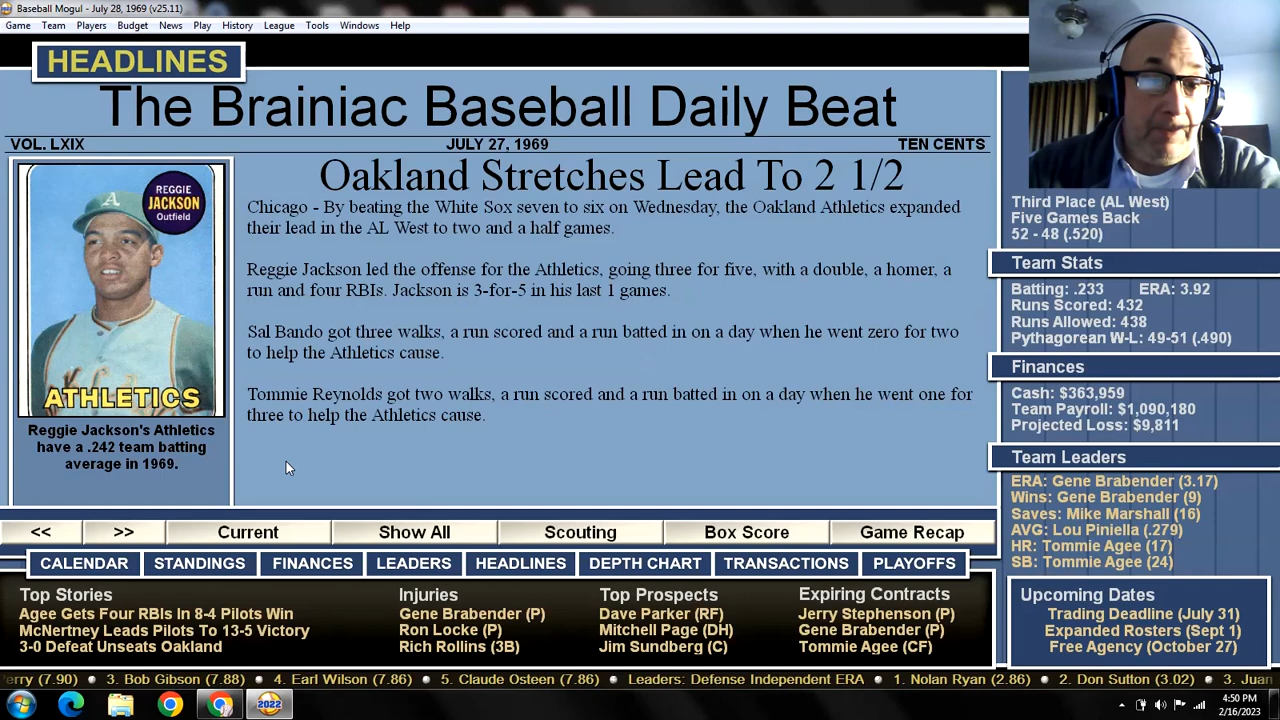 Baseball Mogul - July 28, 1969 (v25.11)
Game Team Players Budget News Play History League Tools Windows Help
HEADLINES
The Brainiac Baseball Daily Beat
VOL. LXIX JULY 27, 1969 TEN CENTS
REGGIE
JACKSON
Outfield
A
ATHLETICS
Reggie Jackson's Athletics
have a .242 team batting
average in 1969.
Oakland Stretches Lead To 2 1/2
Chicago - By beating the White Sox seven to six on Wednesday, the Oakland Athletics expanded
their lead in the AL West to two and a half games.
Reggie Jackson led the offense for the Athletics, going three for five, with a double, a homer, a
run and four RBIs. Jackson is 3-for-5 in his last 1 games.
Sal Bando got three walks, a run scored and a run batted in on a day when he went zero for two
to help the Athletics cause.
Tommie Reynolds got two walks, a run scored and a run batted in on a day when he went one for
three to help the Athletics cause.
Third Place (AL West)
Five Games Back
52 - 48 (.520)
Team Stats
Batting: .233 ERA: 3.92
Runs Scored: 432
Runs Allowed: 438
Pythagorean W-L: 49-51 (.490)
Finances
Cash: $363,959
Team Payroll: $1,090,180
Projected Loss: $9,811
Team Leaders
ERA: Gene Brabender (3.17)
Wins: Gene Brabender (9)
Saves: Mike Marshall (16)
AVG: Lou Piniella (.279)
HR: Tommie Agee (17)
SB: Tommie Agee (24)
<< >> Current Show All Scouting Box Score Game Recap
CALENDAR STANDINGS FINANCES LEADERS HEADLINES DEPTH CHART TRANSACTIONS PLAYOFFS
Top Stories
Agee Gets Four RBIs In 8-4 Pilots Win
McNertney Leads Pilots To 13-5 Victory
3-0 Defeat Unseats Oakland
Injuries
Gene Brabender (P)
Ron Locke (P)
Rich Rollins (3B)
Top Prospects
Dave Parker (RF)
Mitchell Page (DH)
Jim Sundberg (C)
Expiring Contracts
Jerry Stephenson (P)
Gene Brabender (P)
Tommie Agee (CF)
Upcoming Dates
Trading Deadline (July 31)
Expanded Rosters (Sept 1)
Free Agency (October 27)
erry (7.90) • 3. Bob Gibson (7.88) • 4. Earl Wilson (7.86) • 5. Claude Osteen (7.86) • Leaders: Defense Independent ERA • 1. Nolan Ryan (2.86) • 2. Don Sutton (3.02) • 3. Juan
2022
4:50 PM
2/16/2023